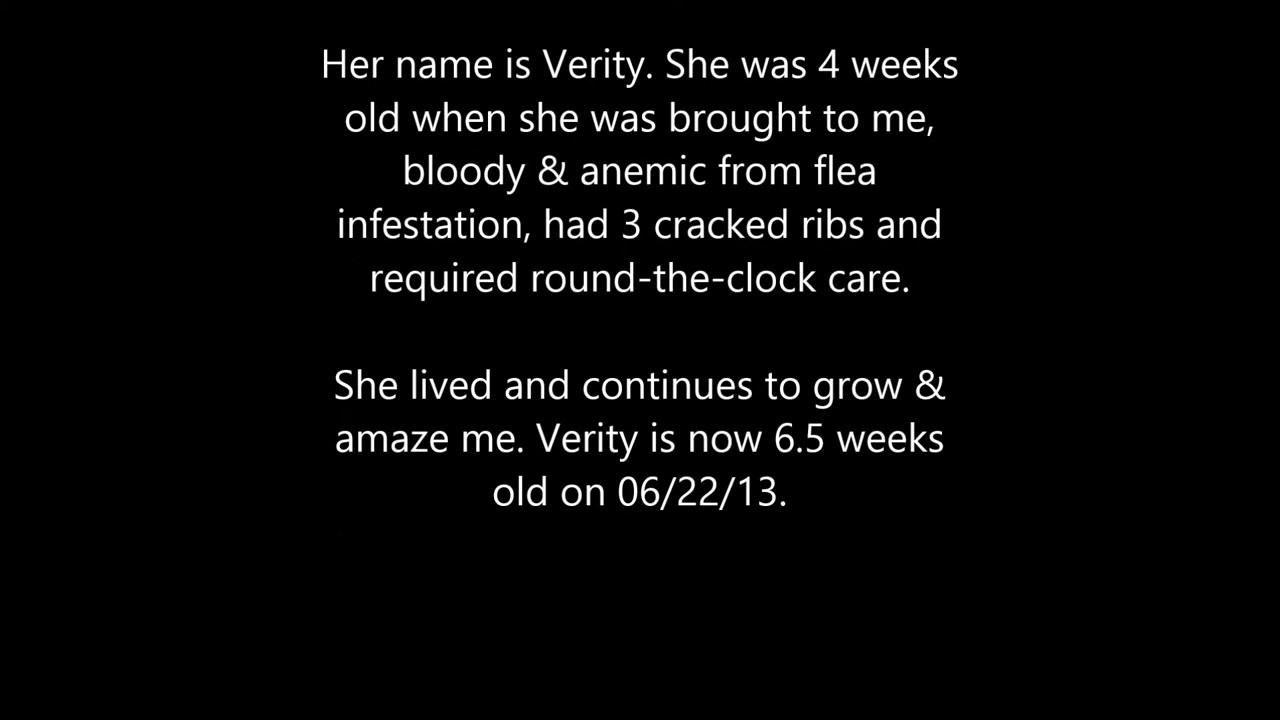 Her name is Verity. She was 4 weeks
old when she was brought to me,
bloody & anemic from flea
infestation, had 3 cracked ribs and
required round-the-clock care.
She lived and continues to grow &
amaze me. Verity is now 6.5 weeks
old on 06/22/13.